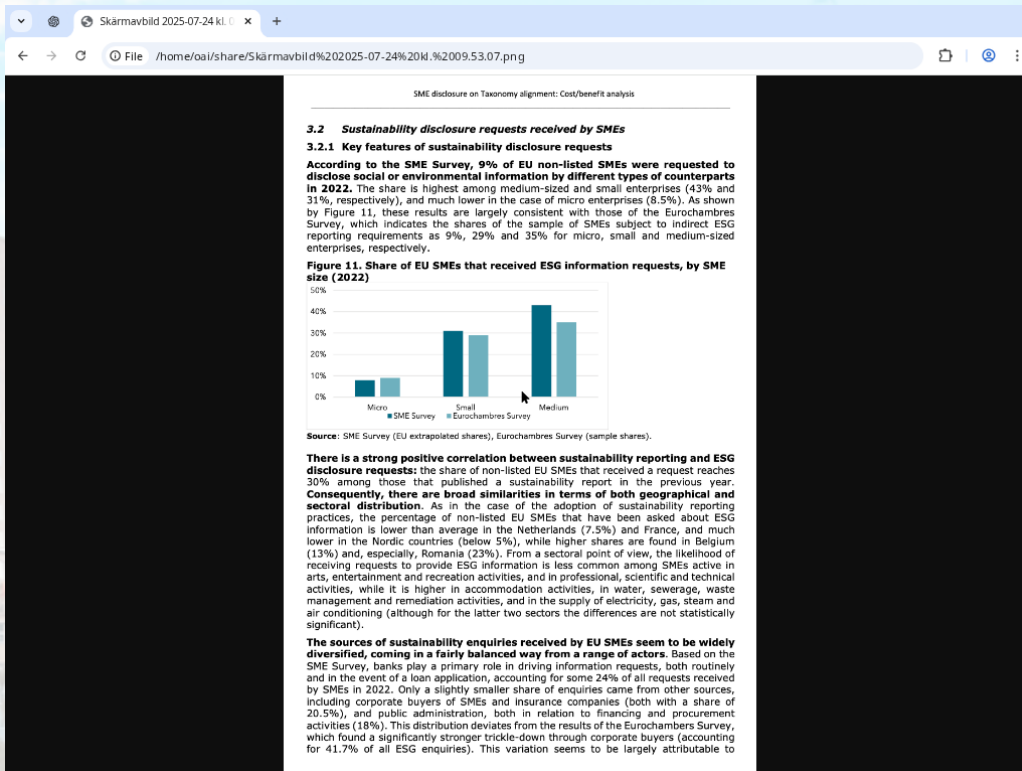 Skärmavbild 2025-07-24 kl. 0
File
/home/oai/share/Skärmavbild%202025-07-24%20kl.%2009.53.07.png
SME disclosure on Taxonomy alignment: Cost/benefit analysis
3.2 Sustainability disclosure requests received by SMEs
3.2.1 Key features of sustainability disclosure requests
According to the SME Survey, 9% of EU non-listed SMEs were requested to
disclose social or environmental information by different types of counterparts
in 2022. The share is highest among medium-sized and small enterprises (43% and
31%, respectively), and much lower in the case of micro enterprises (8.5%). As shown
by Figure 11, these results are largely consistent with those of the Eurochambres
Survey, which indicates the shares of the sample of SMEs subject to indirect ESG
reporting requirements as 9%, 29% and 35% for micro, small and medium-sized
enterprises, respectively.
Figure 11. Share of EU SMEs that received ESG information requests, by SME
size (2022)
50%
40%
30%
20%
10%
0%
Micro Small Medium
SME Survey Eurochambres Survey
Source: SME Survey (EU extrapolated shares), Eurochambres Survey (sample shares).
There is a strong positive correlation between sustainability reporting and ESG
disclosure requests: the share of non-listed EU SMEs that received a request reaches
30% among those that published a sustainability report in the previous year.
Consequently, there are broad similarities in terms of both geographical and
sectoral distribution. As in the case of the adoption of sustainability reporting
practices, the percentage of non-listed EU SMEs that have been asked about ESG
information is lower than average in the Netherlands (7.5%) and France, and much
lower in the Nordic countries (below 5%), while higher shares are found in Belgium
(13%) and, especially, Romania (23%). From a sectoral point of view, the likelihood of
receiving requests to provide ESG information is less common among SMEs active in
arts, entertainment and recreation activities, and in professional, scientific and technical
activities, while it is higher in accommodation activities, in water, sewerage, waste
management and remediation activities, and in the supply of electricity, gas, steam and
air conditioning (although for the latter two sectors the differences are not statistically
significant).
The sources of sustainability enquiries received by EU SMEs seem to be widely
diversified, coming in a fairly balanced way from a range of actors. Based on the
SME Survey, banks play a primary role in driving information requests, both routinely
and in the event of a loan application, accounting for some 24% of all requests received
by SMEs in 2022. Only a slightly smaller share of enquiries came from other sources,
including corporate buyers of SMEs and insurance companies (both with a share of
20.5%), and public administration, both in relation to financing and procurement
activities (18%). This distribution deviates from the results of the Eurochambers Survey,
which found a significantly stronger trickle-down through corporate buyers (accounting
for 41.7% of all ESG enquiries). This variation seems to be largely attributable to